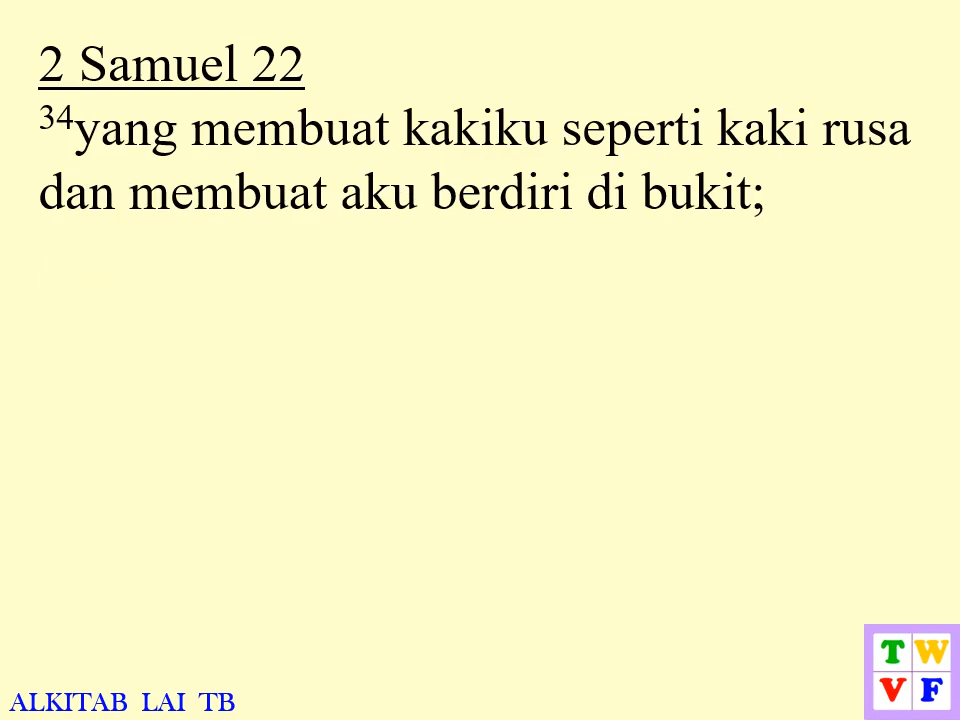 2 Samuel 22
34yang membuat kakiku seperti kaki rusa
dan membuat aku berdiri di bukit;
T W
V F
ALKITAB LAI TB